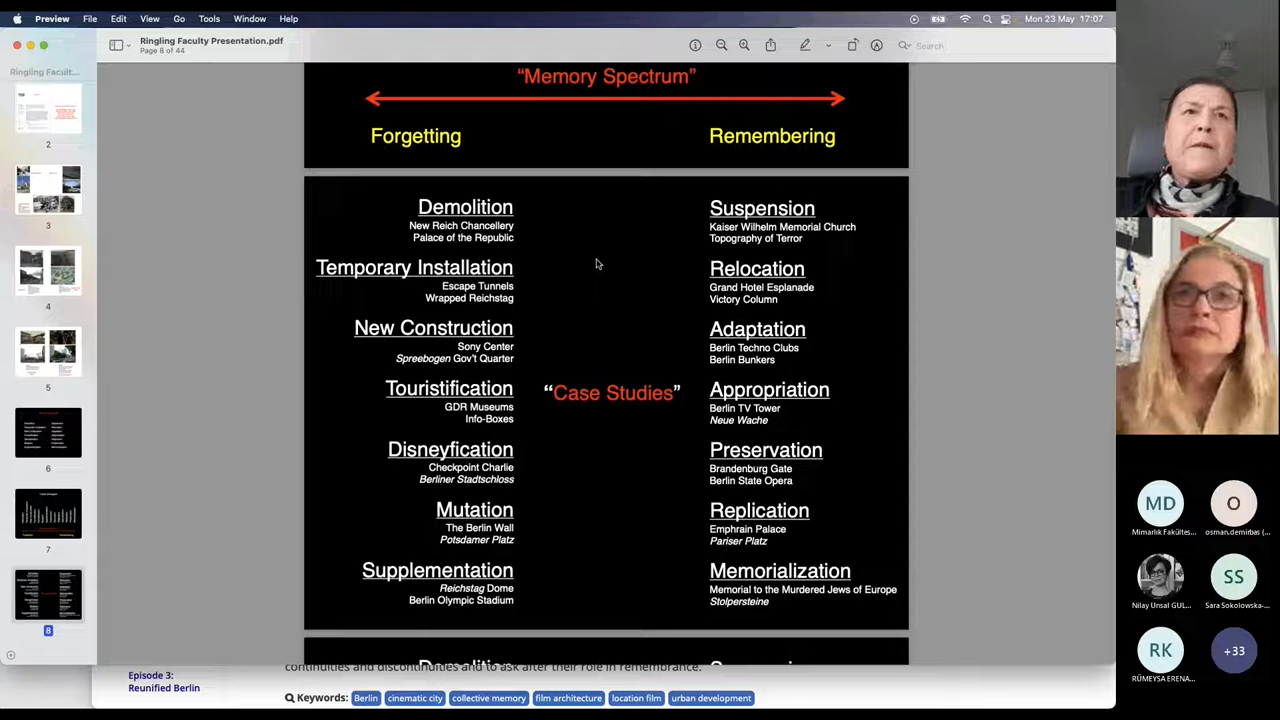 Preview File Edit View Go Tools Window Help
Mon 23 May 17:07
Ringling Faculty Presentation.pdf
Page 8 of 44
Search
Ringling Facult...
2
3
4
5
6
7
8
"Memory Spectrum"
Forgetting
Remembering
Demolition
New Reich Chancellery
Palace of the Republic
Temporary Installation
Escape Tunnels
Wrapped Reichstag
New Construction
Sony Center
Spreebogen Gov't Quarter
Touristification
GDR Museums
Info-Boxes
Disneyfication
Checkpoint Charlie
Berliner Stadtschloss
Mutation
The Berlin Wall
Potsdamer Platz
Supplementation
Reichstag Dome
Berlin Olympic Stadium
"Case Studies"
Suspension
Kaiser Wilhelm Memorial Church
Topography of Terror
Relocation
Grand Hotel Esplanade
Victory Column
Adaptation
Berlin Techno Clubs
Berlin Bunkers
Appropriation
Berlin TV Tower
Neue Wache
Preservation
Brandenburg Gate
Berlin State Opera
Replication
Emphrain Palace
Pariser Platz
Memorialization
Memorial to the Murdered Jews of Europe
Stolpersteine
continuities and discontinuities and to ask after their role in remembrance.
Episode 3:
Reunified Berlin
Keywords: Berlin cinematic city collective memory film architecture location film urban development
MD
Mimarlık Fakültes...
O
osman.demirbas (...
Nilay Unsal GUL...
SS
Sara Sokolowska-...
RK
RÜMEYSA ERENA...
+33